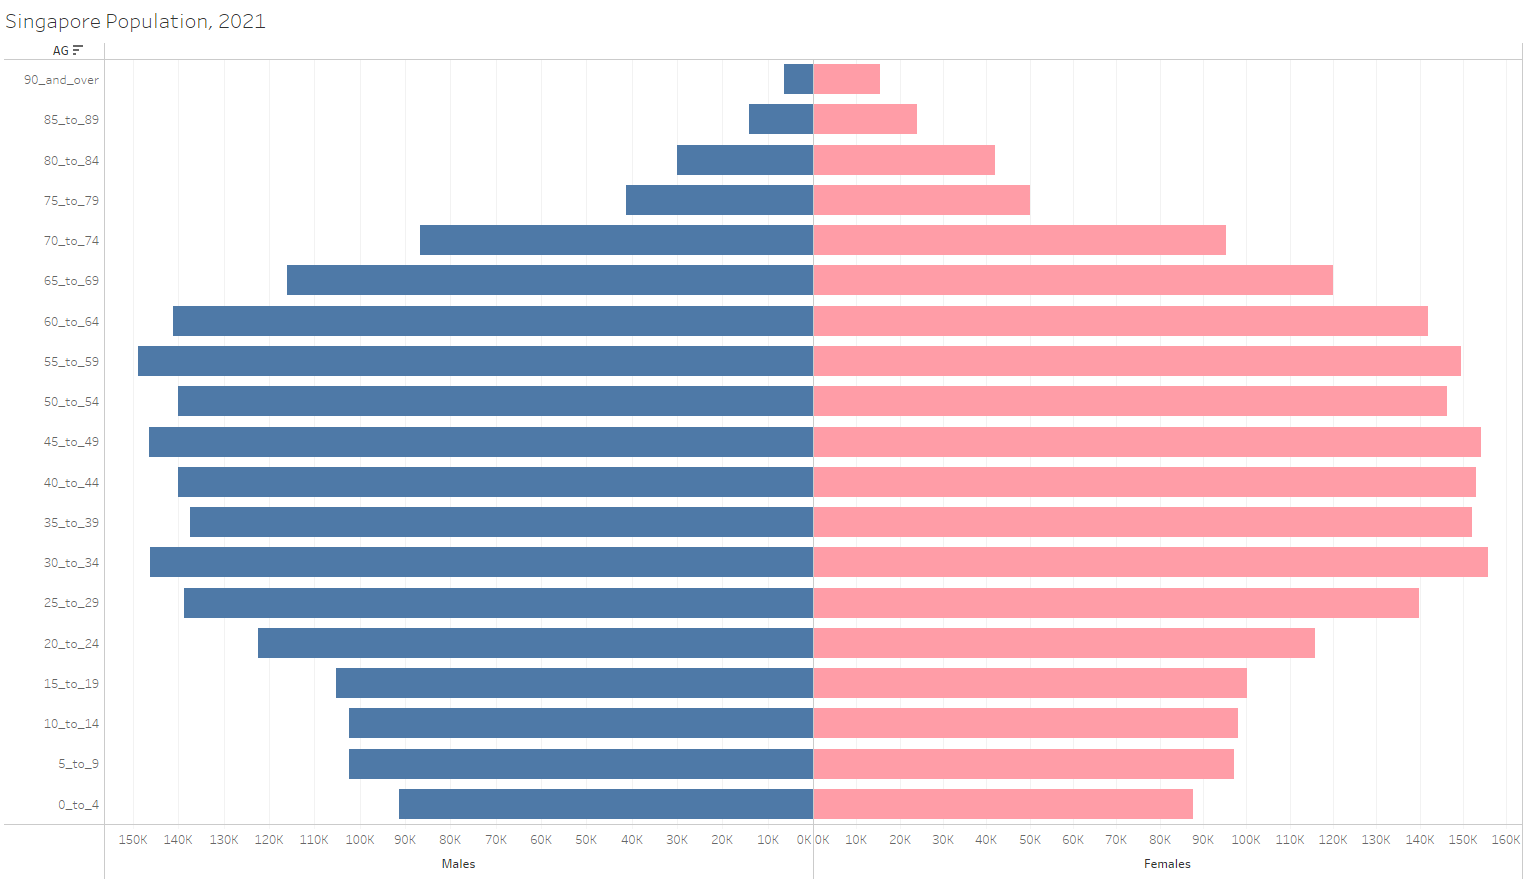 Singapore Population, 2021
AG
90_and_over
85_to_89
80_to_84
75_to_79
70_to_74
65_to_69
60_to_64
55_to_59
50_to_54
45_to_49
40_to_44
35_to_39
30_to_34
25_to_29
20_to_24
15_to_19
10_to_14
5_to_9
0_to_4
150K 140K 130K 120K 110K 100K 90K 80K 70K 60K 50K 40K 30K 20K 10K 0K 0K 10K 20K 30K 40K 50K 60K 70K 80K 90K 100K 110K 120K 130K 140K 150K 160K
Males Females